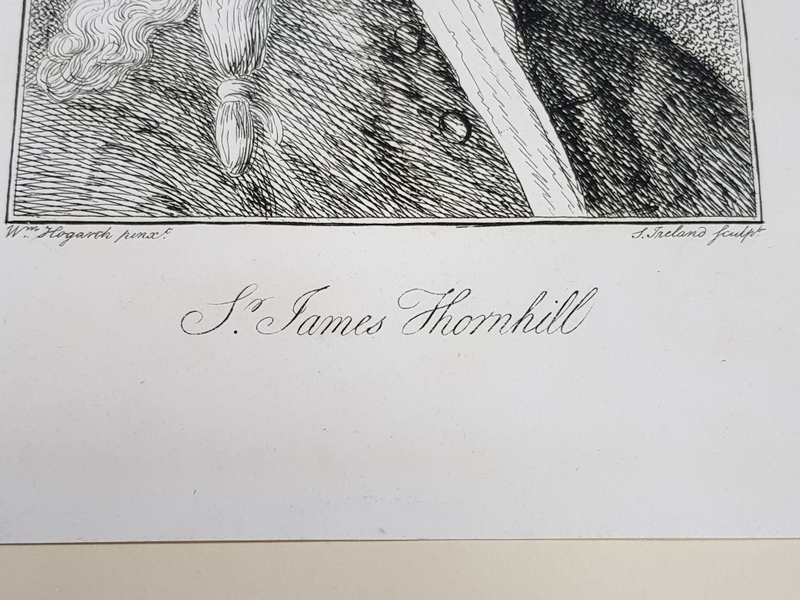 Wm. Hogarth pinxt.
S. Ireland sculpt
Sr. James Thornhill